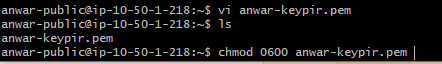 anwar-public@ip-10-50-1-218:~$ vi anwar-keypir.pem
anwar-public@ip-10-50-1-218:~$ ls
anwar-keypir.pem
anwar-public@ip-10-50-1-218:~$ chmod 0600 anwar-keypir.pem